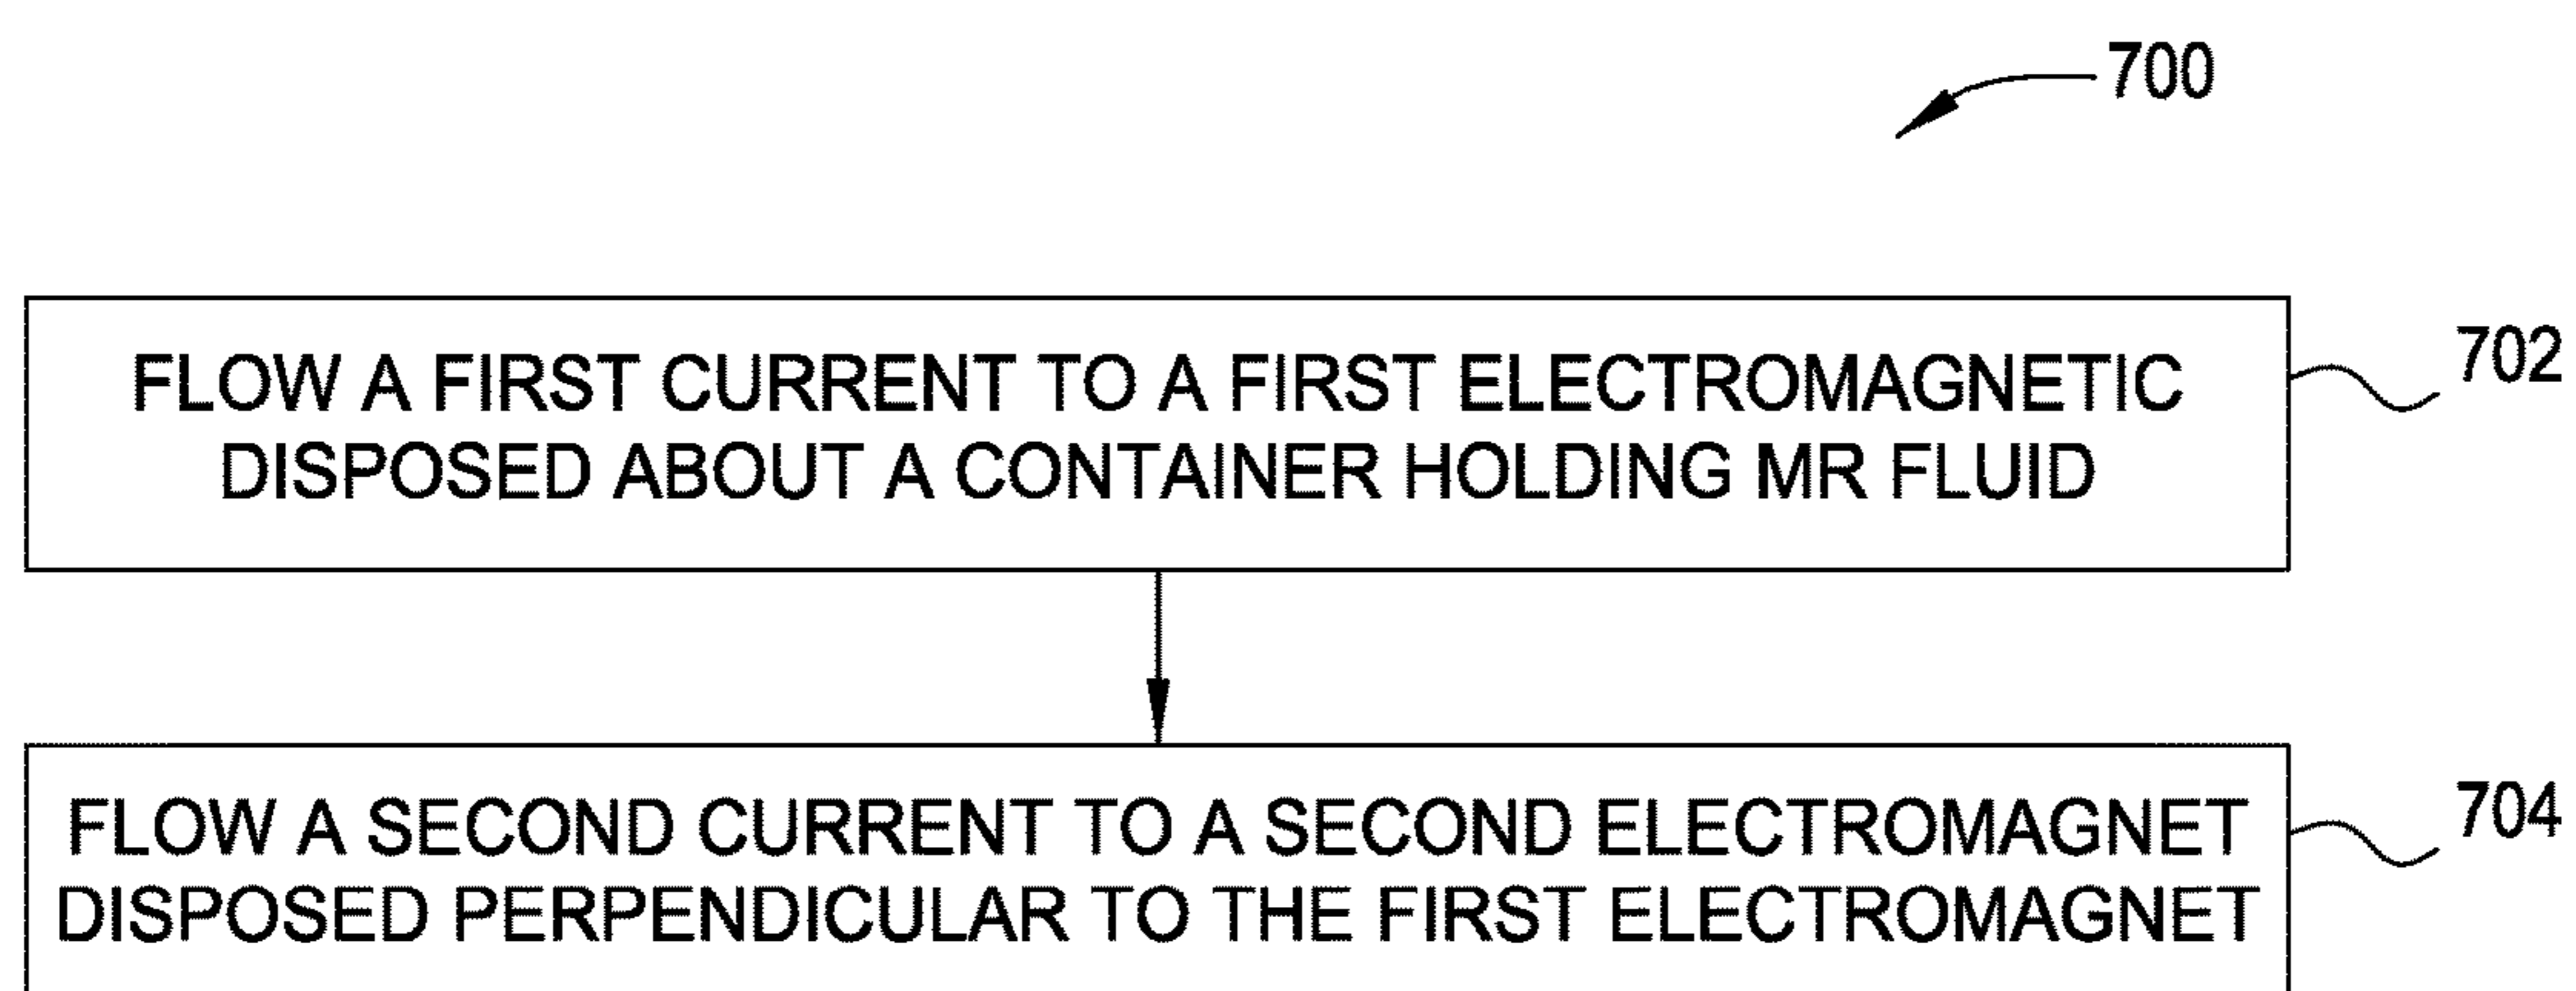 700
FLOW A FIRST CURRENT TO A FIRST ELECTROMAGNETIC
DISPOSED ABOUT A CONTAINER HOLDING MR FLUID
702
FLOW A SECOND CURRENT TO A SECOND ELECTROMAGNET
DISPOSED PERPENDICULAR TO THE FIRST ELECTROMAGNET
704